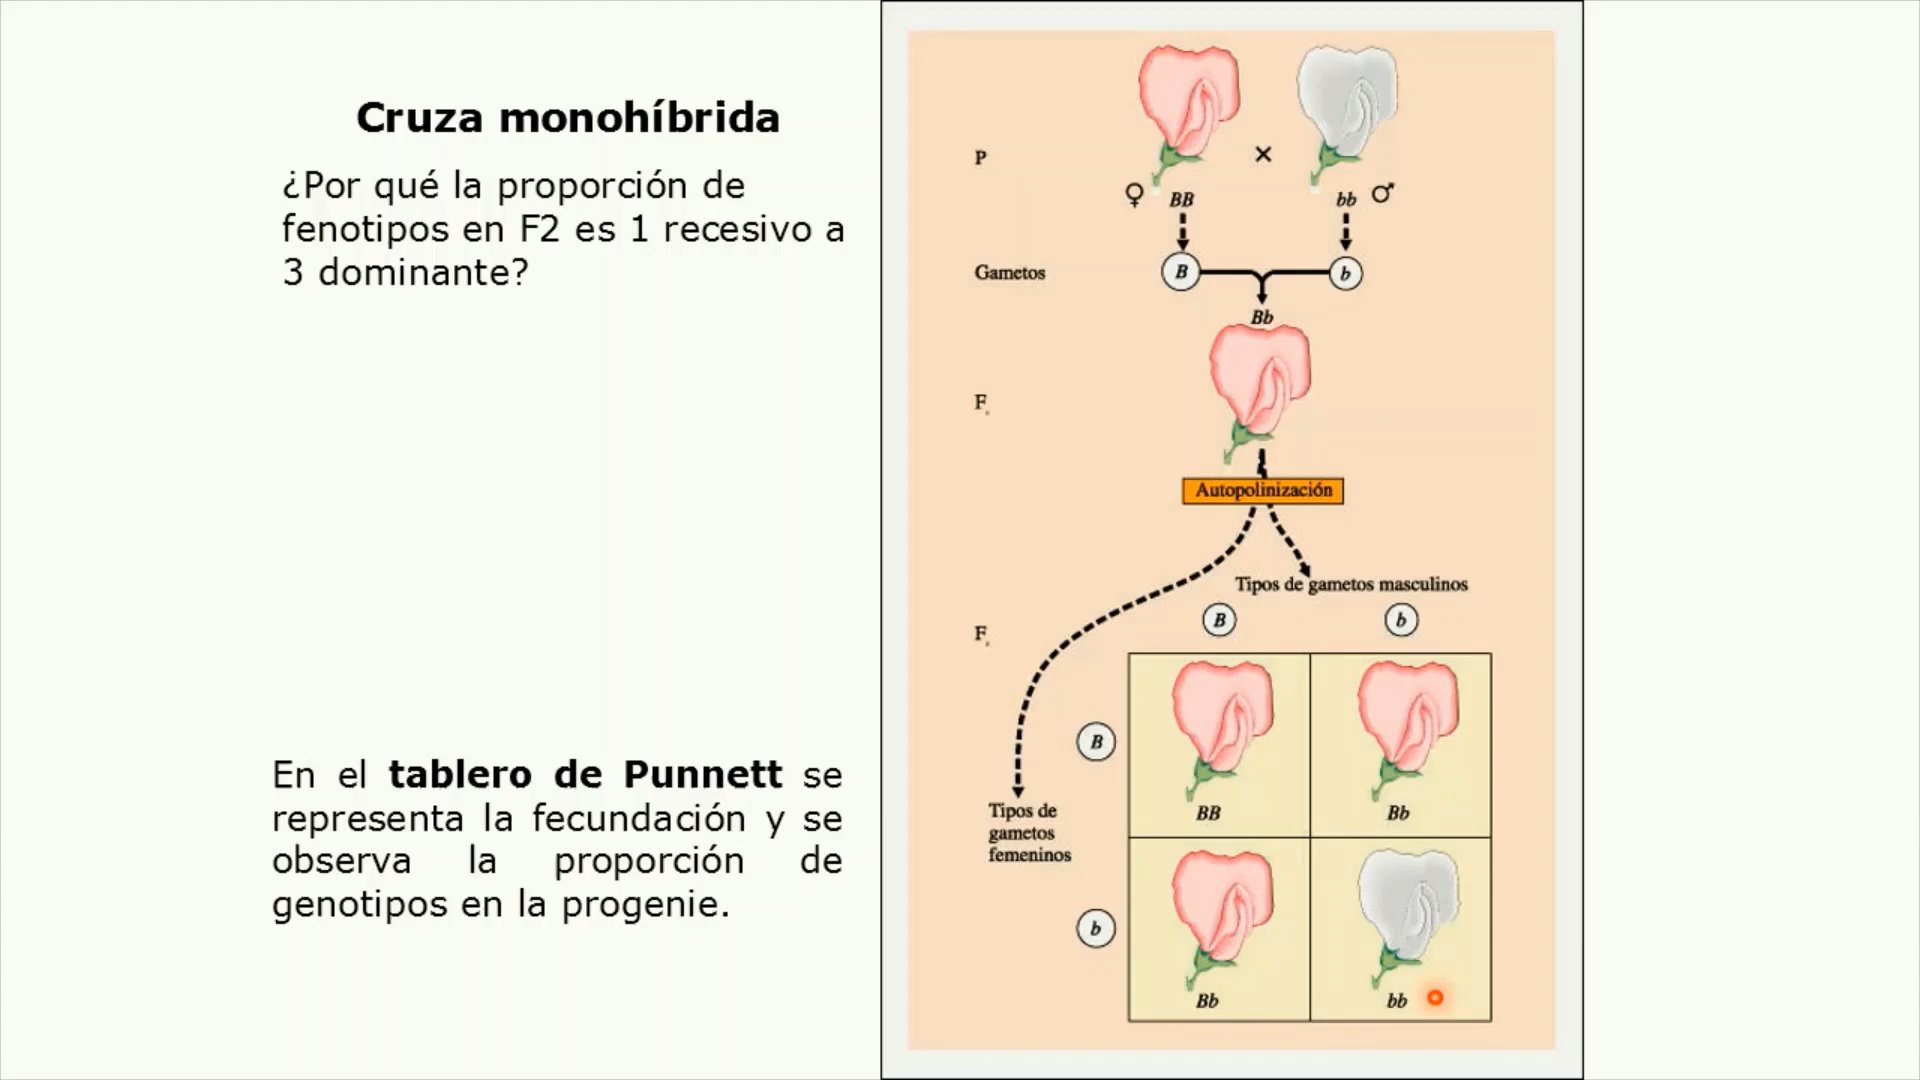 Cruza monohíbrida
¿Por qué la proporción de
fenotipos en F2 es 1 recesivo a
3 dominante?
En el tablero de Punnett se
representa la fecundación y se
observa la proporción de
genotipos en la progenie.
P
×
♀ BB
bb ♂
Gametos
B
b
Bb
F
Autopolinización
Tipos de gametos masculinos
B
b
F
B
BB
Bb
Tipos de
gametos
femeninos
b
Bb
bb